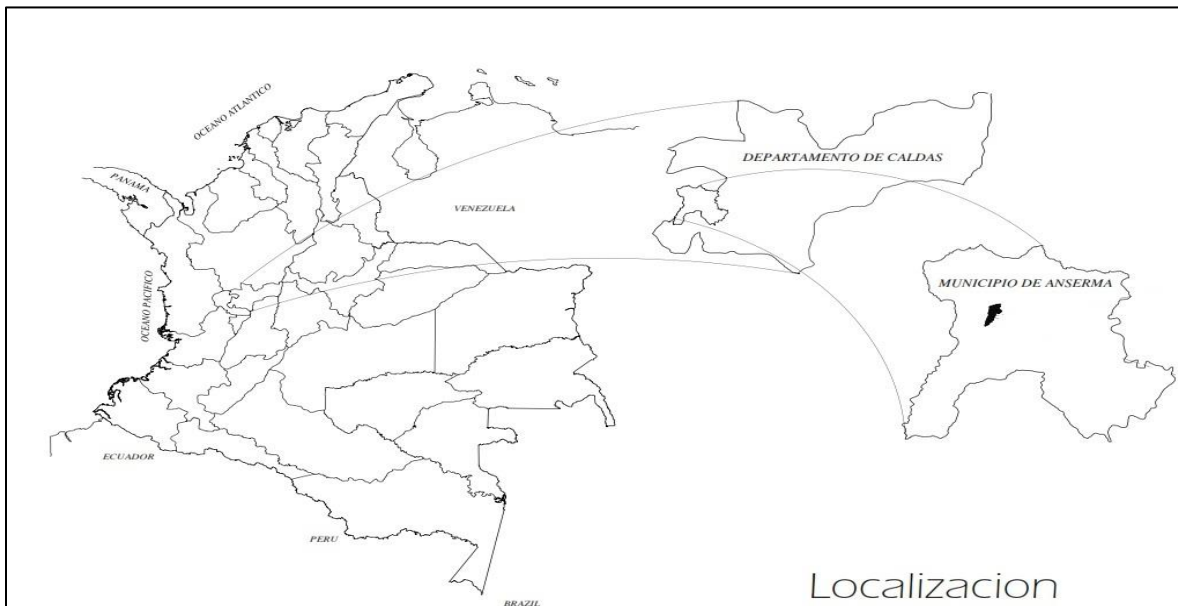 OCEANO ATLANTICO
PANAMA
DEPARTAMENTO DE CALDAS
VENEZUELA
OCEANO PACIFICO
MUNICIPIO DE ANSERMA
ECUADOR
PERU
BRAZIL
Localizacion